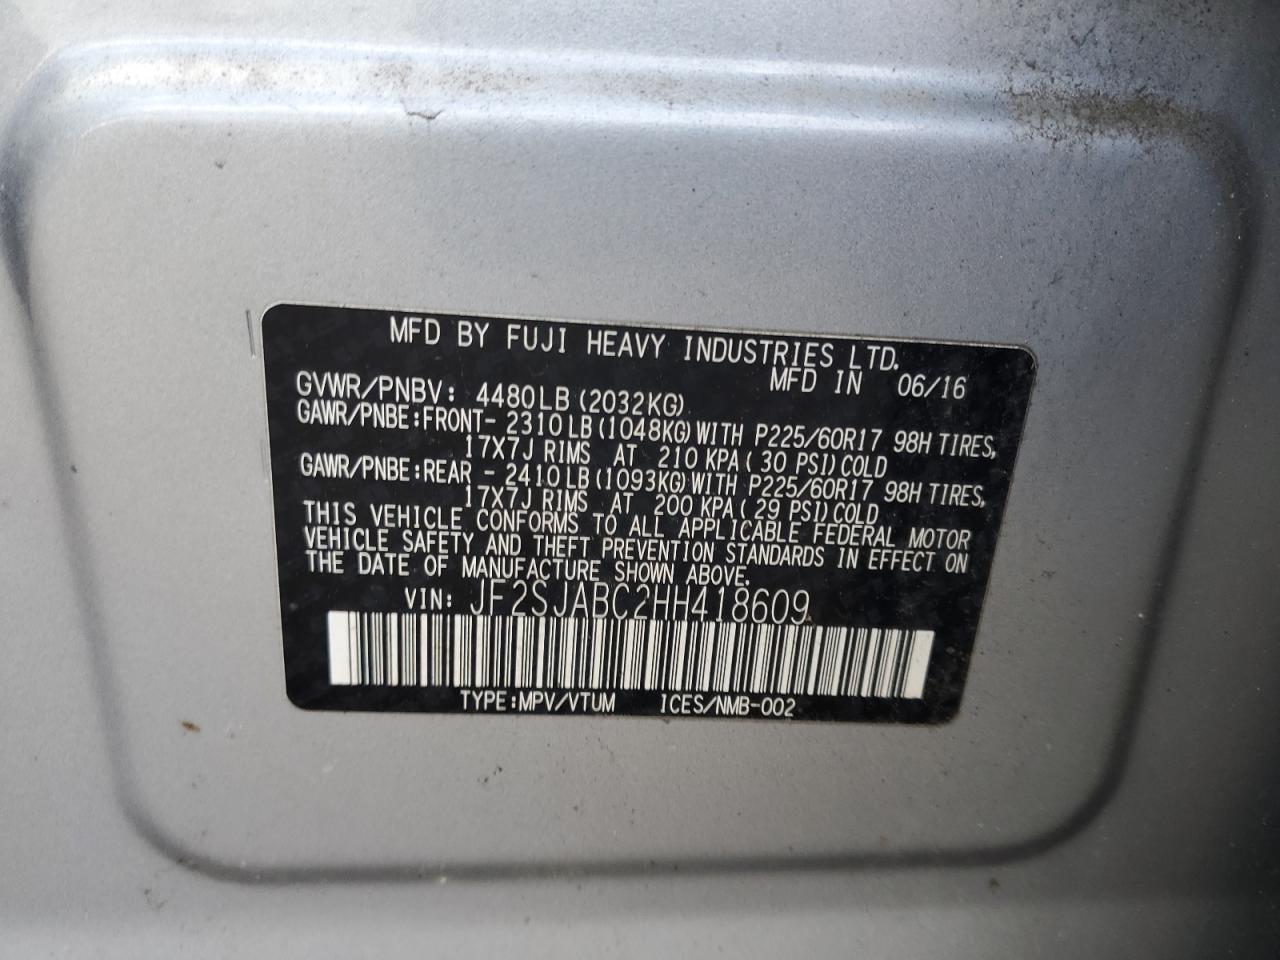 MFD BY FUJI HEAVY INDUSTRIES LTD.
MFD IN 06/16
GVWR/PNBV: 4480LB(2032KG)
GAWR/PNBE:FRONT- 2310LB(1048KG)WITH P225/60R17 98H TIRES,
17X7J RIMS AT 210 KPA( 30 PSI)COLD
GAWR/PNBE:REAR - 2410LB(1093KG)WITH P225/60R17 98H TIRES,
17X7J RIMS AT 200 KPA( 29 PSI)COLD
THIS VEHICLE CONFORMS TO ALL APPLICABLE FEDERAL MOTOR
VEHICLE SAFETY AND THEFT PREVENTION STANDARDS IN EFFECT ON
THE DATE OF MANUFACTURE SHOWN ABOVE.
VIN: JF2SJABC2HH418609
TYPE:MPV/VTUM ICES/NMB-002